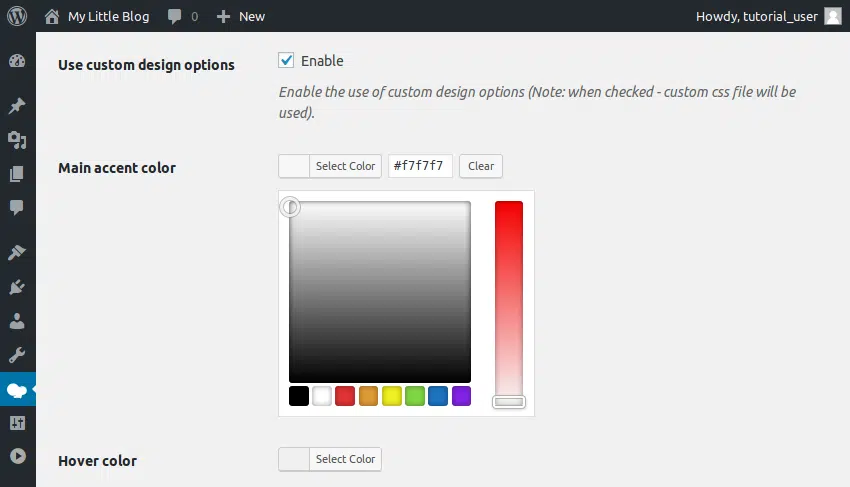 My Little Blog 0 New Howdy, tutorial_user
Use custom design options Enable
Enable the use of custom design options (Note: when checked - custom css file will be
used).
Main accent color Select Color #f7f7f7 Clear
Hover color Select Color